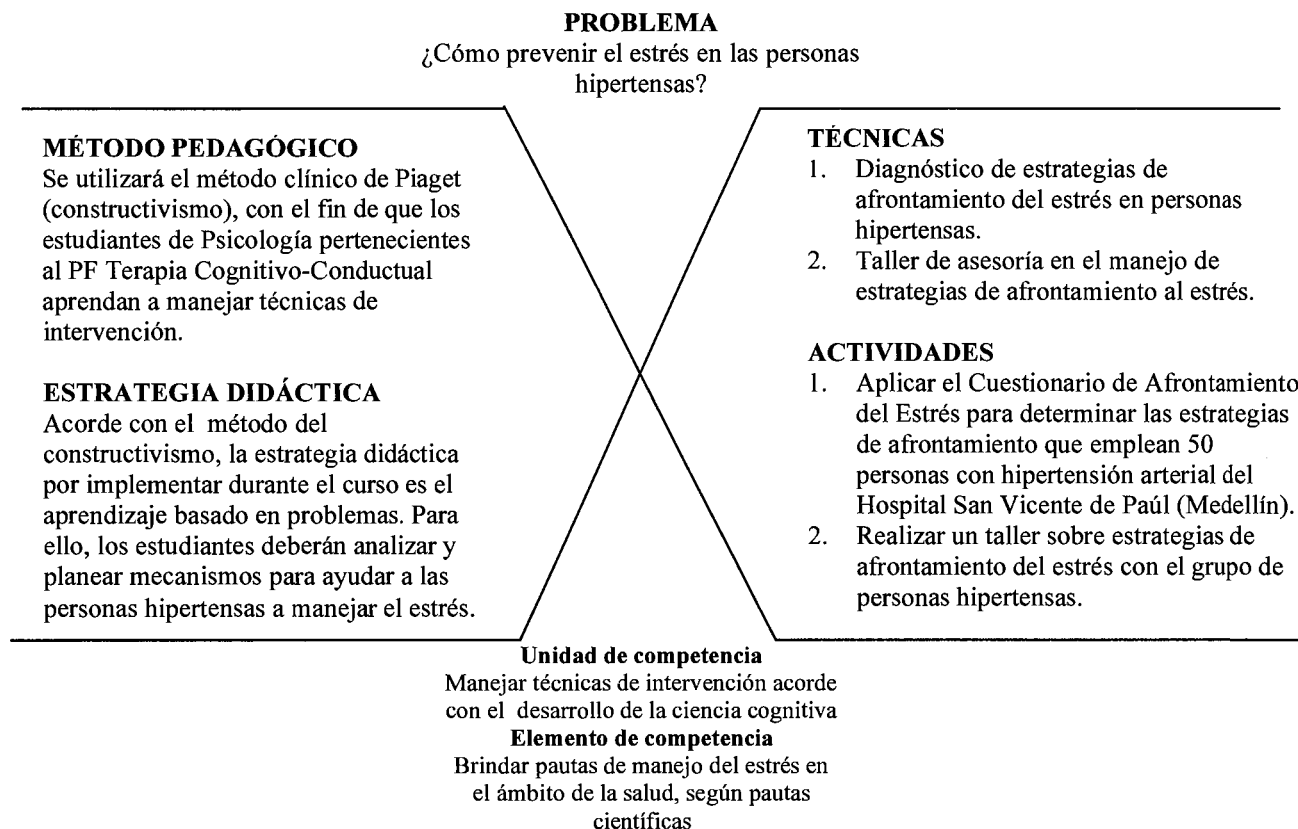 PROBLEMA
¿Cómo prevenir el estrés en las personas
hipertensas?
MÉTODO PEDAGÓGICO
Se utilizará el método clínico de Piaget
(constructivismo), con el fin de que los
estudiantes de Psicología pertenecientes
al PF Terapia Cognitivo-Conductual
aprendan a manejar técnicas de
intervención.
ESTRATEGIA DIDÁCTICA
Acorde con el método del
constructivismo, la estrategia didáctica
por implementar durante el curso es el
aprendizaje basado en problemas. Para
ello, los estudiantes deberán analizar y
planear mecanismos para ayudar a las
personas hipertensas a manejar el estrés.
TÉCNICAS
1. Diagnóstico de estrategias de
afrontamiento del estrés en personas
hipertensas.
2. Taller de asesoría en el manejo de
estrategias de afrontamiento al estrés.
ACTIVIDADES
1. Aplicar el Cuestionario de Afrontamiento
del Estrés para determinar las estrategias
de afrontamiento que emplean 50
personas con hipertensión arterial del
Hospital San Vicente de Paúl (Medellín).
2. Realizar un taller sobre estrategias de
afrontamiento del estrés con el grupo de
personas hipertensas.
Unidad de competencia
Manejar técnicas de intervención acorde
con el desarrollo de la ciencia cognitiva
Elemento de competencia
Brindar pautas de manejo del estrés en
el ámbito de la salud, según pautas
científicas